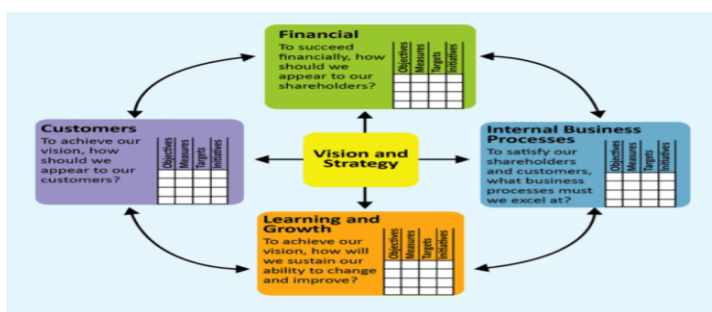 Financial
To succeed
financially, how
should we
appear to our
shareholders?
Objectives
Measures
Targets
Initiatives
Customers
To achieve our
vision, how
should we
appear to our
customers?
Objectives
Measures
Targets
Initiatives
Vision and
Strategy
Internal Business
Processes
To satisfy our
shareholders
and customers,
what business
processes must
we excel at?
Objectives
Measures
Targets
Initiatives
Learning and
Growth
To achieve our
vision, how will
we sustain our
ability to change
and improve?
Objectives
Measures
Targets
Initiatives